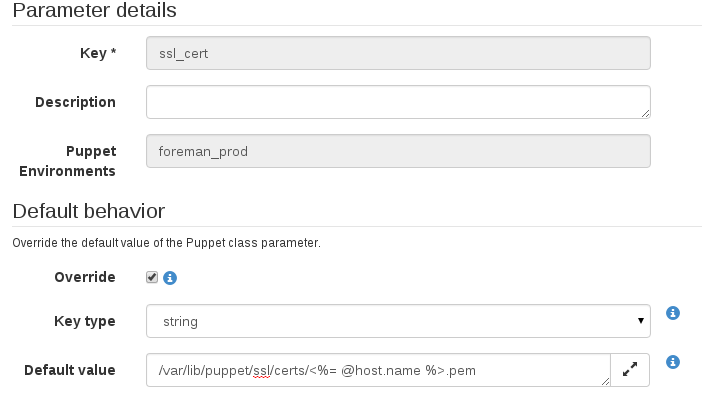 Parameter details
Key *
ssl_cert
Description
Puppet
Environments
foreman_prod
Default behavior
Override the default value of the Puppet class parameter.
Override
Key type
string
Default value
/var/lib/puppet/ssl/certs/<%= @host.name %>.pem